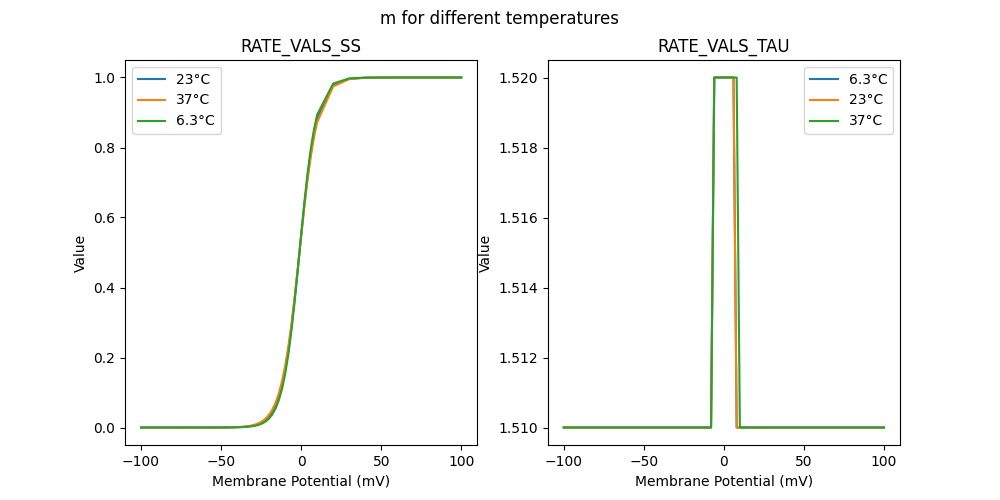 m for different temperatures
RATE_VALS_SS
1.0
0.8
0.6
0.4
0.2
0.0
Value
−100
−50
0
50
100
Membrane Potential (mV)
23°C
37°C
6.3°C
RATE_VALS_TAU
1.520
1.518
1.516
1.514
1.512
1.510
Value
−100
−50
0
50
100
Membrane Potential (mV)
6.3°C
23°C
37°C